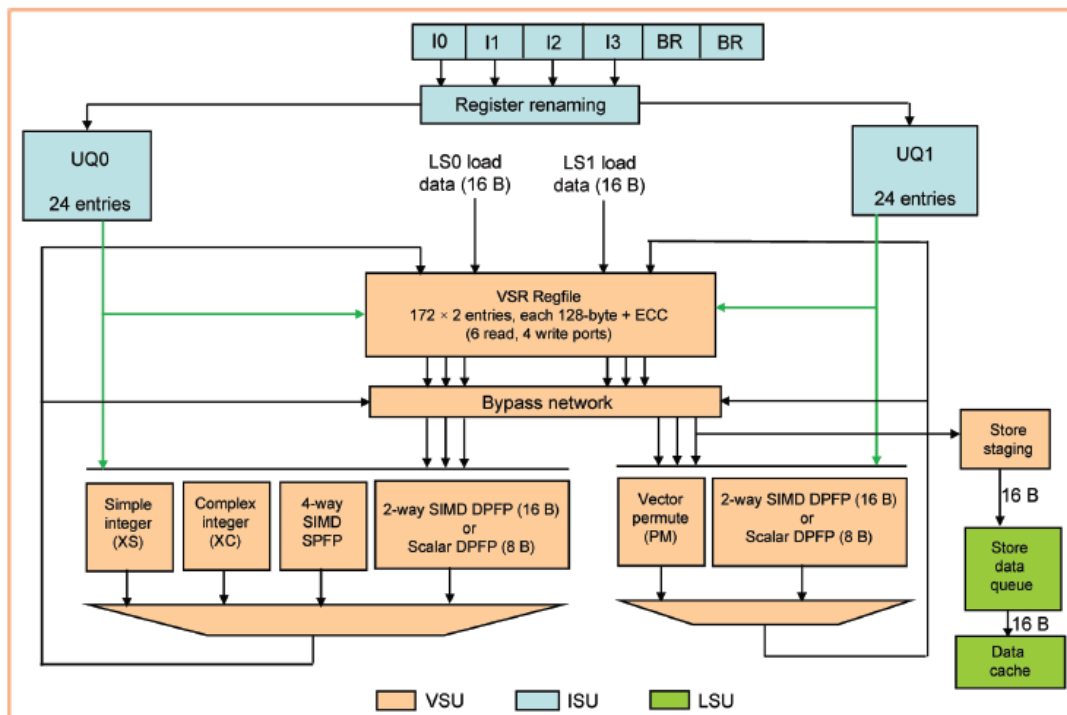 I0 I1 I2 I3 BR BR
Register renaming
UQ0
24 entries
UQ1
24 entries
LS0 load
data (16 B)
LS1 load
data (16 B)
VSR Regfile
172 × 2 entries, each 128-byte + ECC
(6 read, 4 write ports)
Bypass network
Store
staging
16 B
Store
data
queue
16 B
Data
cache
Simple
integer
(XS)
Complex
integer
(XC)
4-way
SIMD
SPFP
2-way SIMD DPFP (16 B)
or
Scalar DPFP (8 B)
Vector
permute
(PM)
2-way SIMD DPFP (16 B)
or
Scalar DPFP (8 B)
VSU ISU LSU